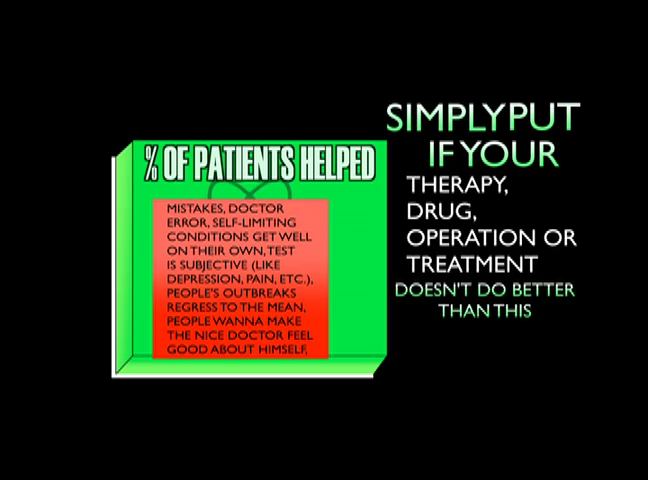 % OF PATIENTS HELPED
MISTAKES, DOCTOR
ERROR, SELF-LIMITING
CONDITIONS GET WELL
ON THEIR OWN, TEST
IS SUBJECTIVE (LIKE
DEPRESSION, PAIN, ETC.),
PEOPLE'S OUTBREAKS
REGRESS TO THE MEAN,
PEOPLE WANNA MAKE
THE NICE DOCTOR FEEL
GOOD ABOUT HIMSELF,
SIMPLYPUT
IF YOUR
THERAPY,
DRUG,
OPERATION OR
TREATMENT
DOESN'T DO BETTER
THAN THIS